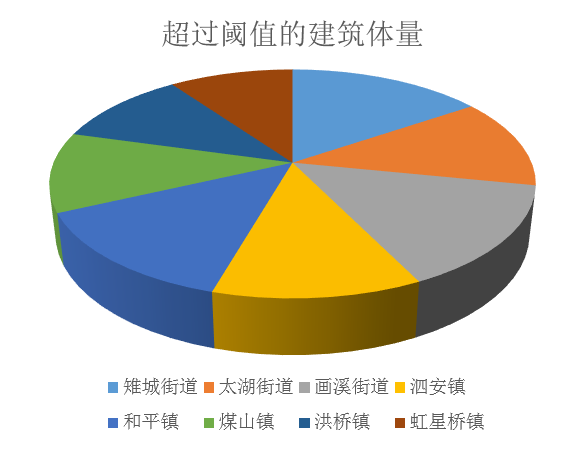 超过阈值的建筑体量
雉城街道 太湖街道 画溪街道 泗安镇
和平镇 煤山镇 洪桥镇 虹星桥镇